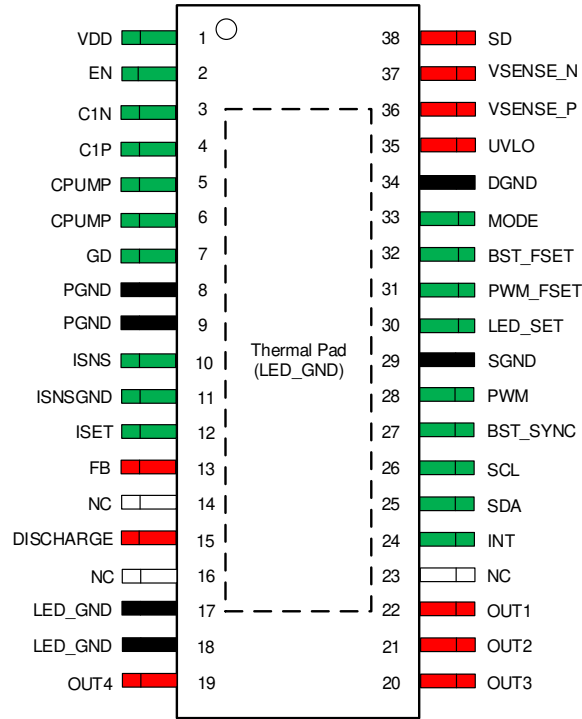 VDD 1 38 SD
EN 2 37 VSENSE_N
C1N 3 36 VSENSE_P
C1P 4 35 UVLO
CPUMP 5 34 DGND
CPUMP 6 33 MODE
GD 7 32 BST_FSET
PGND 8 31 PWM_FSET
PGND 9 30 LED_SET
Thermal Pad
(LED_GND)
ISNS 10 29 SGND
ISNSGND 11 28 PWM
ISET 12 27 BST_SYNC
FB 13 26 SCL
NC 14 25 SDA
DISCHARGE 15 24 INT
NC 16 23 NC
LED_GND 17 22 OUT1
LED_GND 18 21 OUT2
OUT4 19 20 OUT3